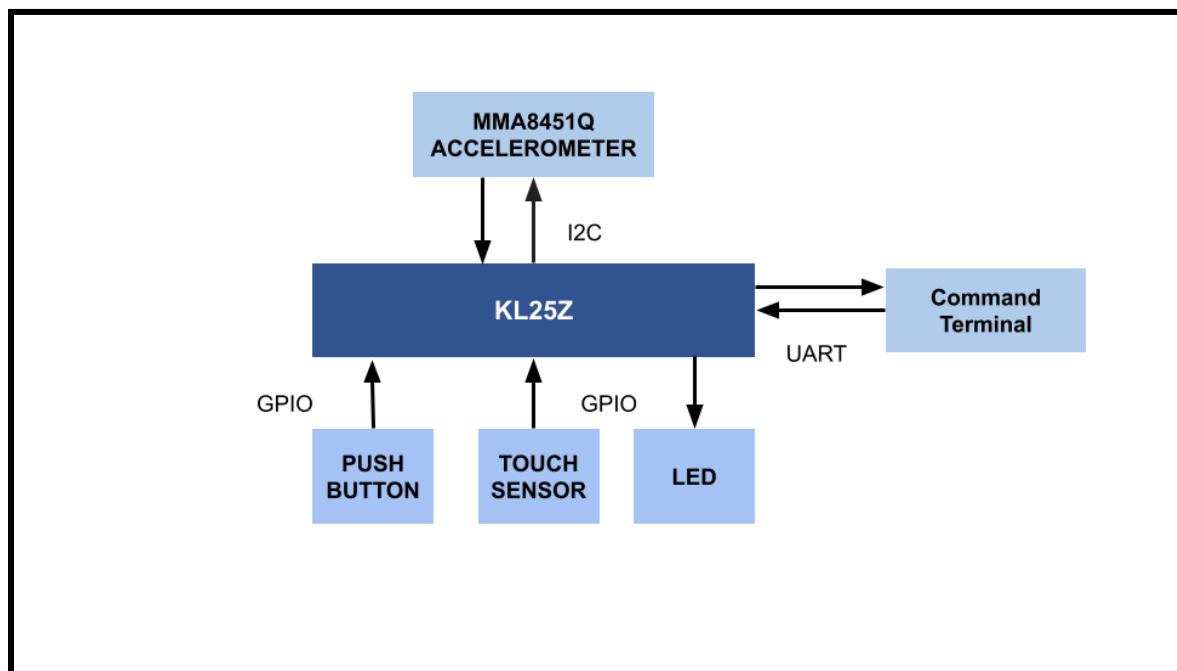 MMA8451Q
ACCELEROMETER
I2C
KL25Z
Command
Terminal
UART
GPIO
GPIO
PUSH
BUTTON
TOUCH
SENSOR
LED